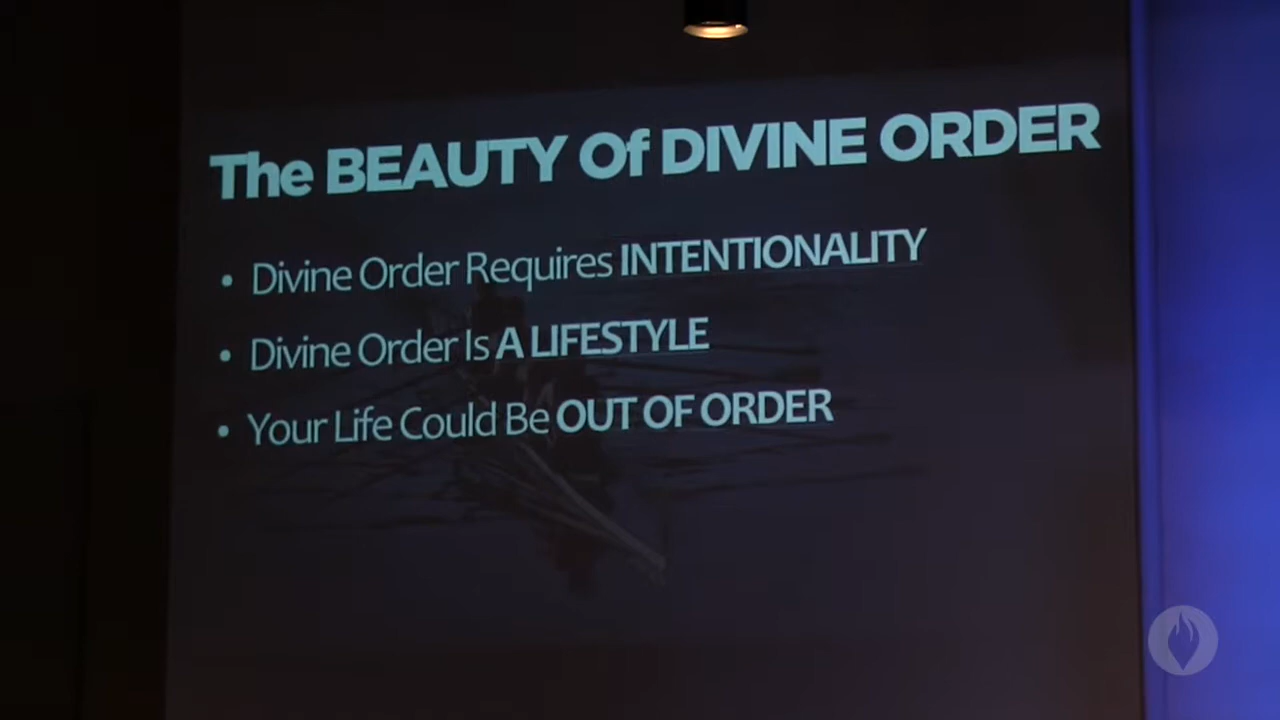 The BEAUTY Of DIVINE ORDER
• Divine Order Requires INTENTIONALITY
• Divine Order Is A LIFESTYLE
• Your Life Could Be OUT OF ORDER